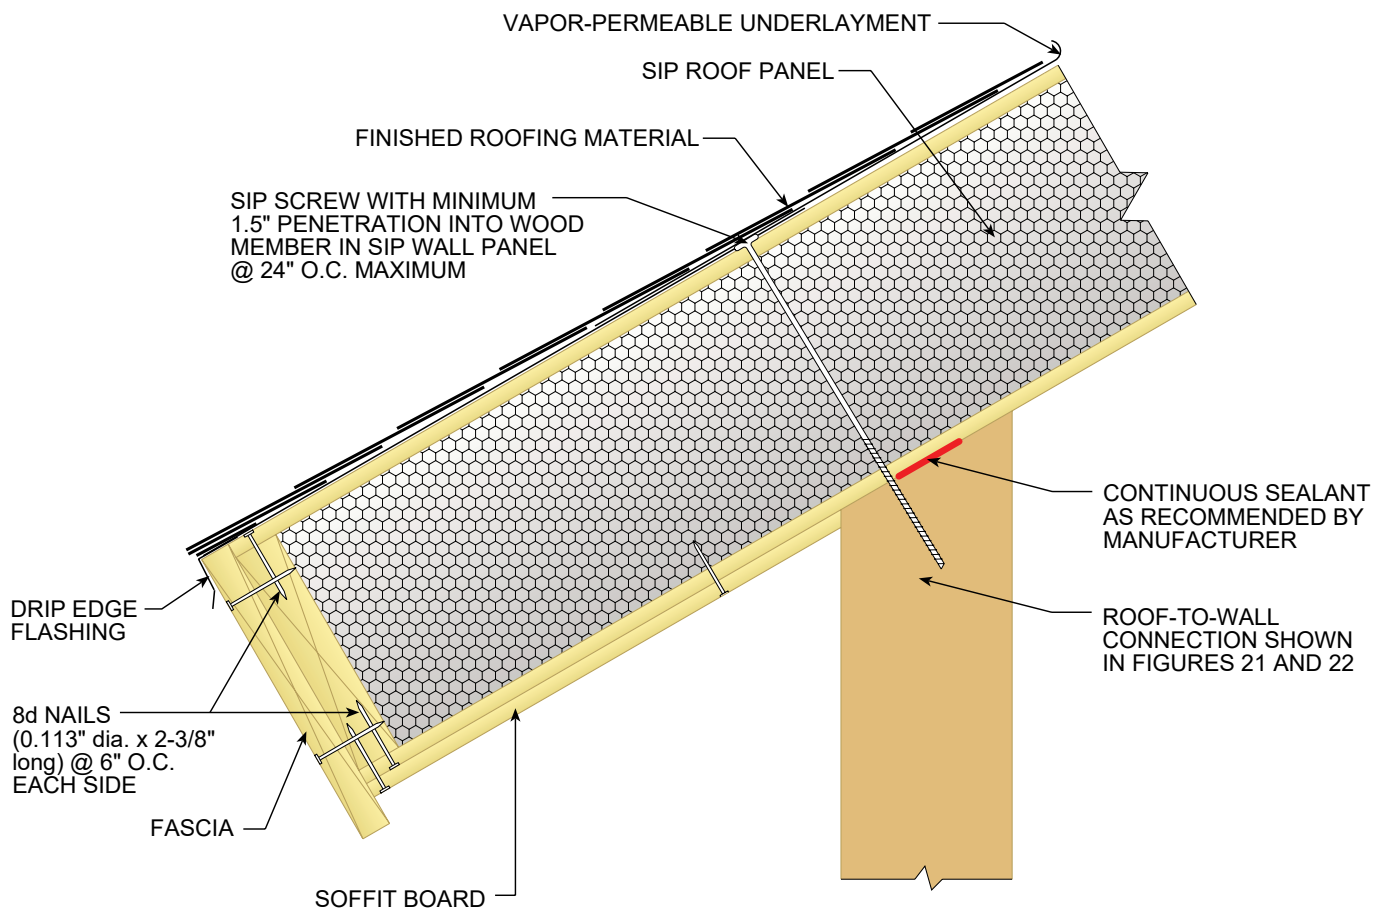 VAPOR-PERMEABLE UNDERLAYMENT
SIP ROOF PANEL
FINISHED ROOFING MATERIAL
SIP SCREW WITH MINIMUM
1.5" PENETRATION INTO WOOD
MEMBER IN SIP WALL PANEL
@ 24" O.C. MAXIMUM
CONTINUOUS SEALANT
AS RECOMMENDED BY
MANUFACTURER
DRIP EDGE
FLASHING
ROOF-TO-WALL
CONNECTION SHOWN
IN FIGURES 21 AND 22
8d NAILS
(0.113" dia. x 2-3/8"
long) @ 6" O.C.
EACH SIDE
FASCIA
SOFFIT BOARD